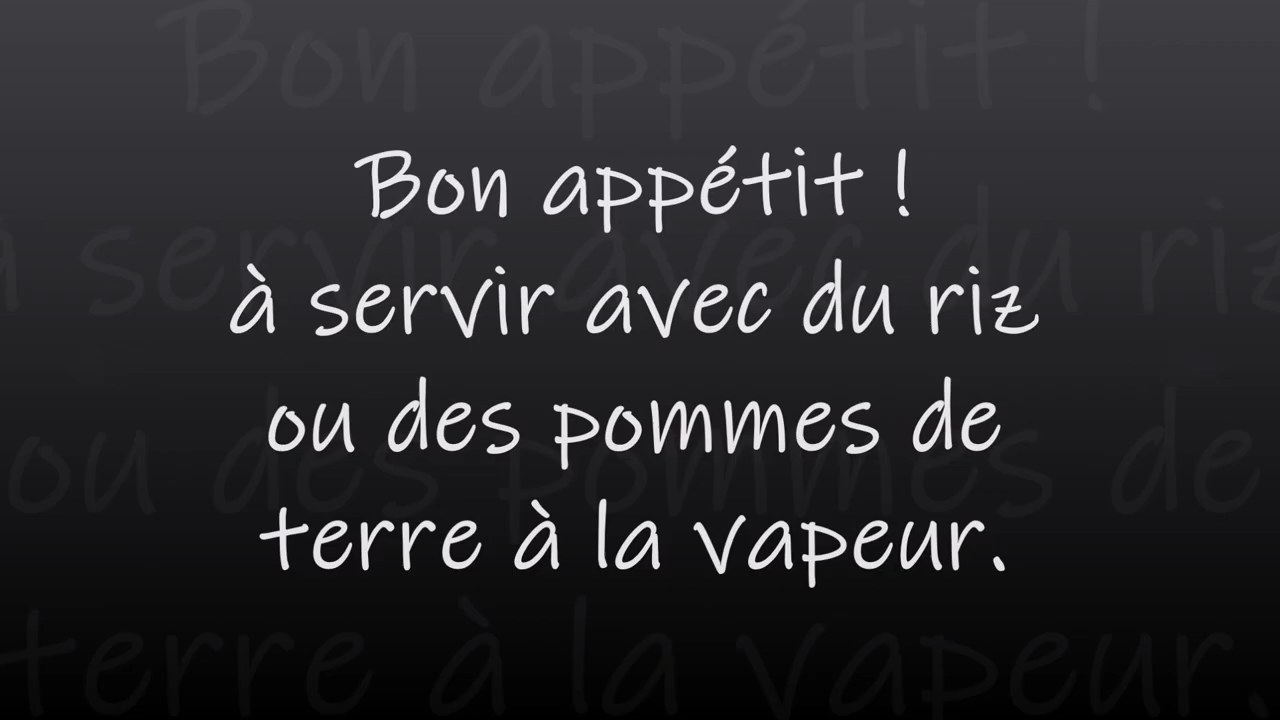 Bon appétit !
à servir avec du riz
ou des pommes de
terre à la vapeur.